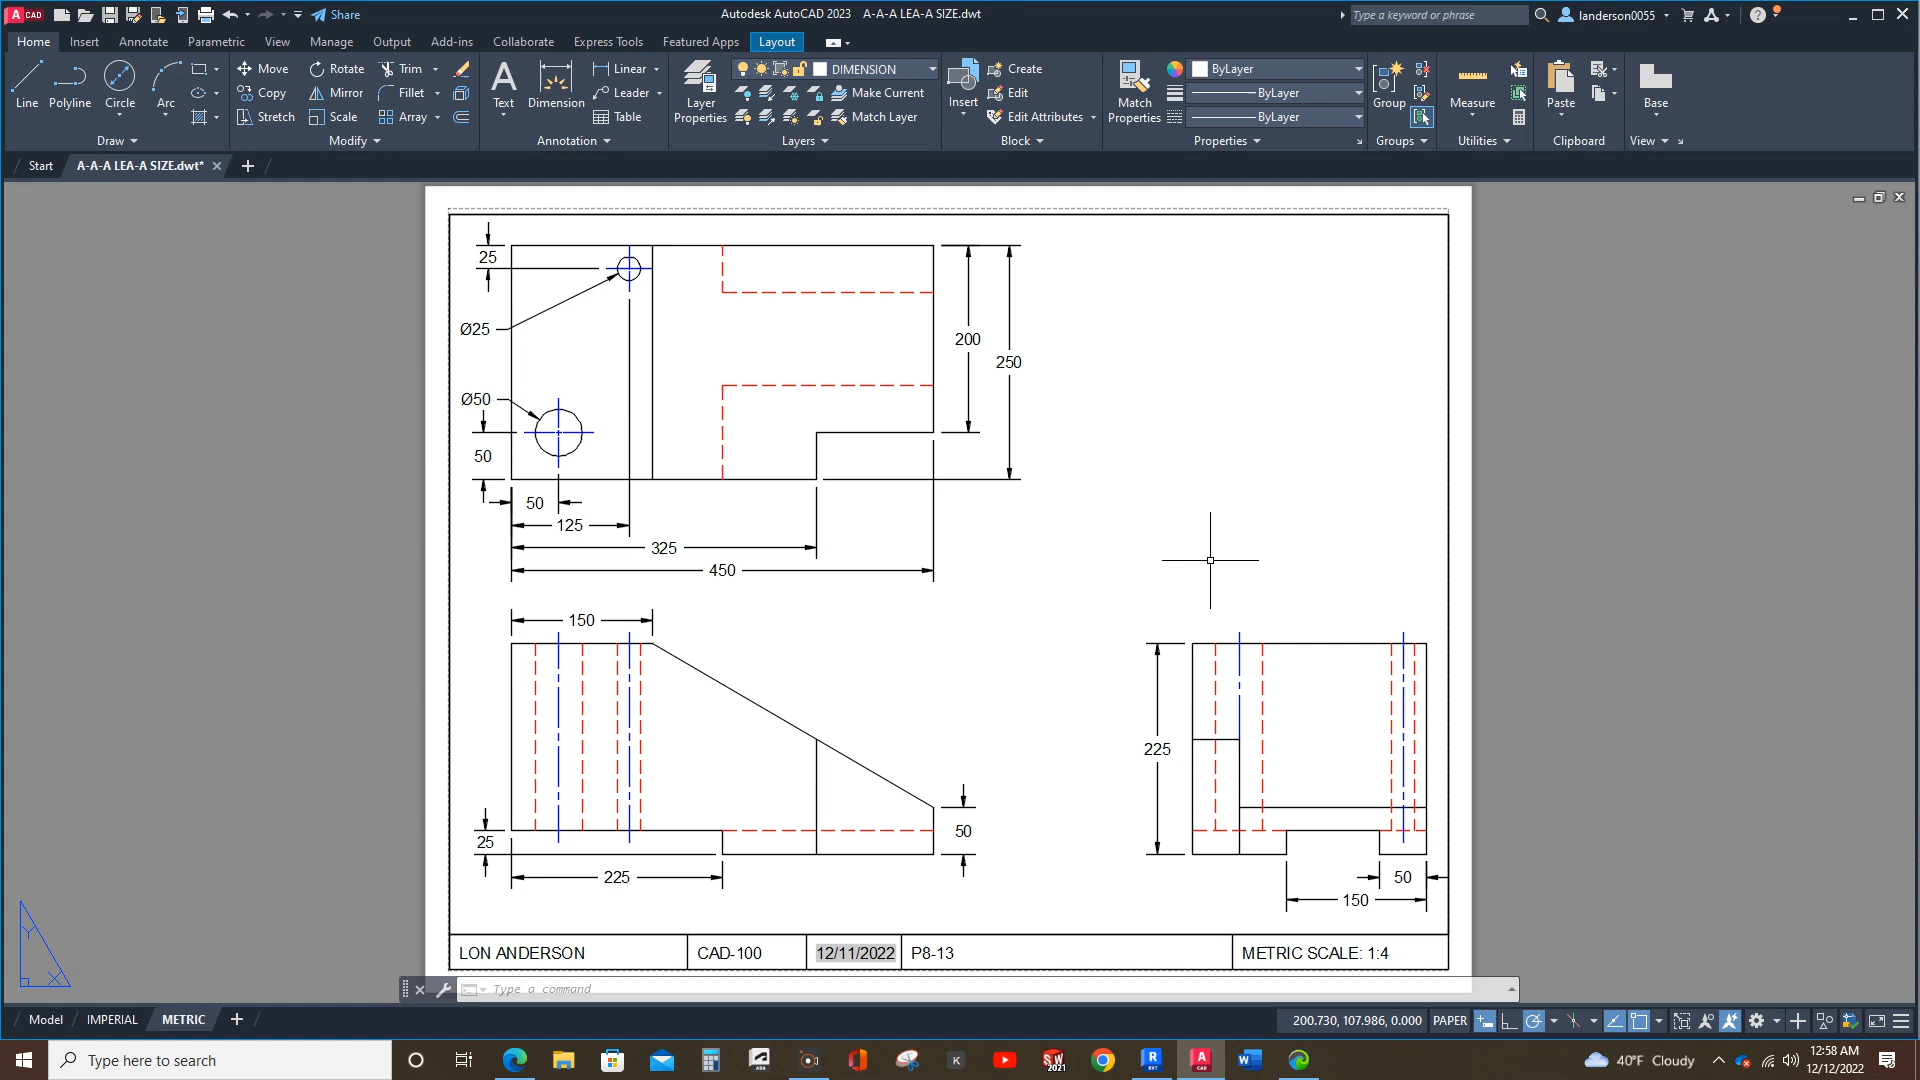 A CAD
Share
Autodesk AutoCAD 2023 A-A-A LEA-A SIZE.dwt
Type a keyword or phrase
landerson0055
Home Insert Annotate Parametric View Manage Output Add-ins Collaborate Express Tools Featured Apps Layout
Line Polyline Circle Arc
Move Rotate Trim
Copy Mirror Fillet
Stretch Scale Array
Text Dimension
Linear
Leader
Table
Layer Properties
DIMENSION
Make Current
Match Layer
Insert
Create
Edit
Edit Attributes
Match Properties
ByLayer
ByLayer
ByLayer
Group
Measure
Paste
Base
Draw Modify Annotation Layers Block Properties Groups Utilities Clipboard View
Start A-A-A LEA-A SIZE.dwt*
25
Ø25
200
250
Ø50
50
50
125
325
450
150
225
50
25
225
50
150
LON ANDERSON CAD-100 12/11/2022 P8-13 METRIC SCALE: 1:4
Y
X
Type a command
Model IMPERIAL METRIC
200.730, 107.986, 0.000 PAPER
Type here to search
K
SW 2021
R RVT
A CAD
W
40°F Cloudy
12:58 AM
12/12/2022